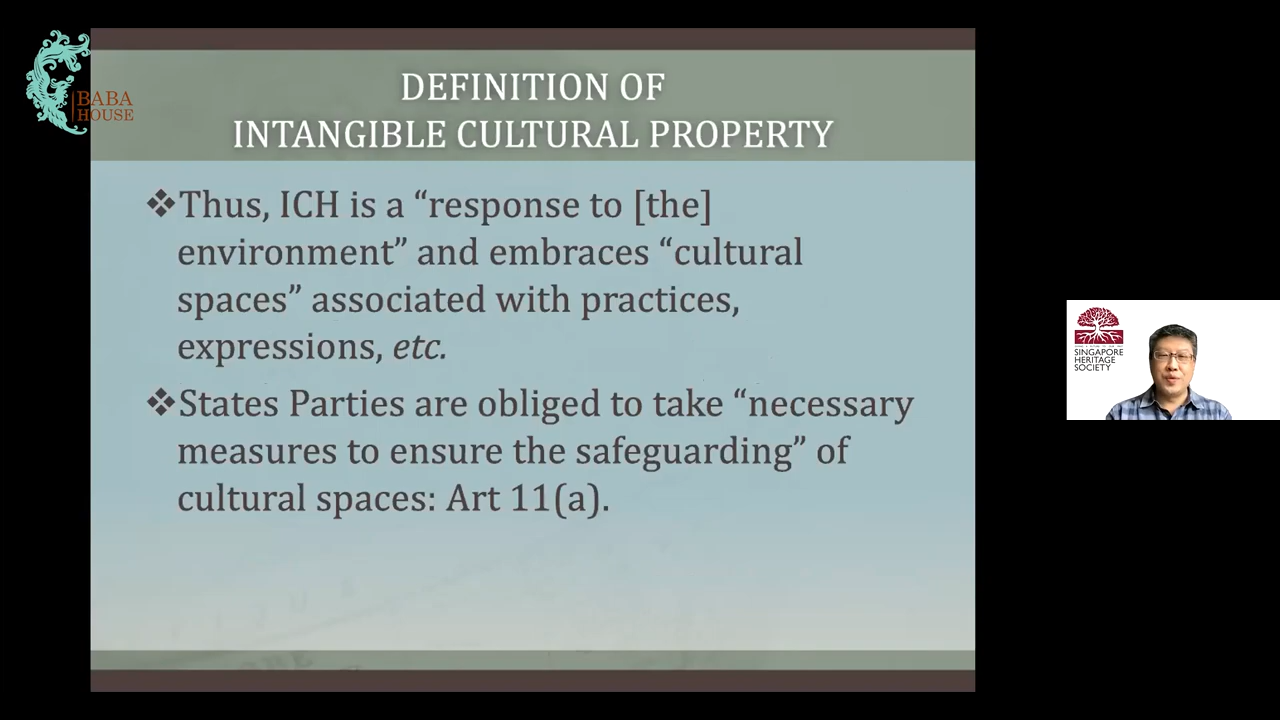 BABA
HOUSE
DEFINITION OF
INTANGIBLE CULTURAL PROPERTY
❖Thus, ICH is a “response to [the]
environment” and embraces “cultural
spaces” associated with practices,
expressions, etc.
❖States Parties are obliged to take “necessary
measures to ensure the safeguarding” of
cultural spaces: Art 11(a).
SINGAPORE
HERITAGE
SOCIETY